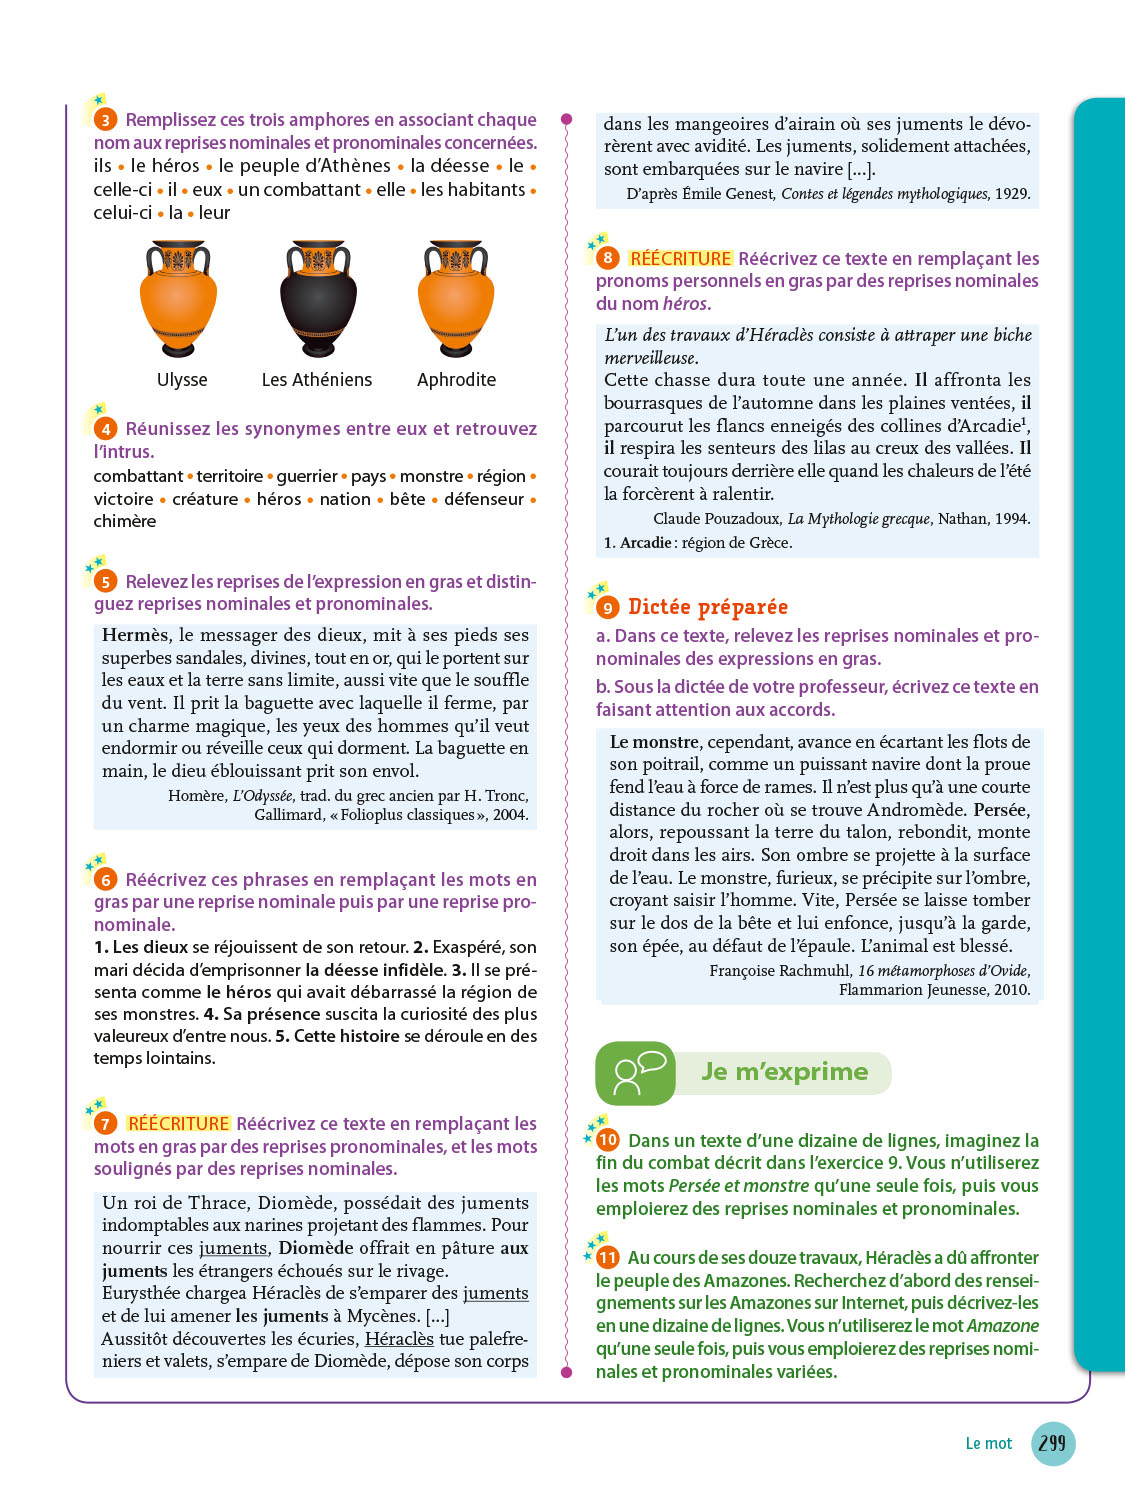 3 Remplissez ces trois amphores en associant chaque
nom aux reprises nominales et pronominales concernées.
ils • le héros • le peuple d’Athènes • la déesse • le •
celle-ci • il • eux • un combattant • elle • les habitants •
celui-ci • la • leur
Ulysse Les Athéniens Aphrodite
4 Réunissez les synonymes entre eux et retrouvez
l’intrus.
combattant • territoire • guerrier • pays • monstre • région •
victoire • créature • héros • nation • bête • défenseur •
chimère
5 Relevez les reprises de l’expression en gras et distin-
guez reprises nominales et pronominales.
Hermès, le messager des dieux, mit à ses pieds ses
superbes sandales, divines, tout en or, qui le portent sur
les eaux et la terre sans limite, aussi vite que le souffle
du vent. Il prit la baguette avec laquelle il ferme, par
un charme magique, les yeux des hommes qu’il veut
endormir ou réveille ceux qui dorment. La baguette en
main, le dieu éblouissant prit son envol.
Homère, L’Odyssée, trad. du grec ancien par H. Tronc,
Gallimard, « Folioplus classiques », 2004.
6 Réécrivez ces phrases en remplaçant les mots en
gras par une reprise nominale puis par une reprise pro-
nominale.
1. Les dieux se réjouissent de son retour. 2. Exaspéré, son
mari décida d’emprisonner la déesse infidèle. 3. Il se pré-
senta comme le héros qui avait débarrassé la région de
ses monstres. 4. Sa présence suscita la curiosité des plus
valeureux d’entre nous. 5. Cette histoire se déroule en des
temps lointains.
7 RÉÉCRITURE Réécrivez ce texte en remplaçant les
mots en gras par des reprises pronominales, et les mots
soulignés par des reprises nominales.
Un roi de Thrace, Diomède, possédait des juments
indomptables aux narines projetant des flammes. Pour
nourrir ces juments, Diomède offrait en pâture aux
juments les étrangers échoués sur le rivage.
Eurysthée chargea Héraclès de s’emparer des juments
et de lui amener les juments à Mycènes. [...]
Aussitôt découvertes les écuries, Héraclès tue palefre-
niers et valets, s’empare de Diomède, dépose son corps
dans les mangeoires d’airain où ses juments le dévo-
rèrent avec avidité. Les juments, solidement attachées,
sont embarquées sur le navire [...].
D’après Émile Genest, Contes et légendes mythologiques, 1929.
8 RÉÉCRITURE Réécrivez ce texte en remplaçant les
pronoms personnels en gras par des reprises nominales
du nom héros.
L’un des travaux d’Héraclès consiste à attraper une biche
merveilleuse.
Cette chasse dura toute une année. Il affronta les
bourrasques de l’automne dans les plaines ventées, il
parcourut les flancs enneigés des collines d’Arcadie¹,
il respira les senteurs des lilas au creux des vallées. Il
courait toujours derrière elle quand les chaleurs de l’été
la forcèrent à ralentir.
Claude Pouzadoux, La Mythologie grecque, Nathan, 1994.
1. Arcadie : région de Grèce.
9 Dictée préparée
a. Dans ce texte, relevez les reprises nominales et pro-
nominales des expressions en gras.
b. Sous la dictée de votre professeur, écrivez ce texte en
faisant attention aux accords.
Le monstre, cependant, avance en écartant les flots de
son poitrail, comme un puissant navire dont la proue
fend l’eau à force de rames. Il n’est plus qu’à une courte
distance du rocher où se trouve Andromède. Persée,
alors, repoussant la terre du talon, rebondit, monte
droit dans les airs. Son ombre se projette à la surface
de l’eau. Le monstre, furieux, se précipite sur l’ombre,
croyant saisir l’homme. Vite, Persée se laisse tomber
sur le dos de la bête et lui enfonce, jusqu’à la garde,
son épée, au défaut de l’épaule. L’animal est blessé.
Françoise Rachmuhl, 16 métamorphoses d’Ovide,
Flammarion Jeunesse, 2010.
Je m’exprime
10 Dans un texte d’une dizaine de lignes, imaginez la
fin du combat décrit dans l’exercice 9. Vous n’utiliserez
les mots Persée et monstre qu’une seule fois, puis vous
emploierez des reprises nominales et pronominales.
11 Au cours de ses douze travaux, Héraclès a dû affronter
le peuple des Amazones. Recherchez d’abord des rensei-
gnements sur les Amazones sur Internet, puis décrivez-les
en une dizaine de lignes. Vous n’utiliserez le mot Amazone
qu’une seule fois, puis vous emploierez des reprises nomi-
nales et pronominales variées.
Le mot 299